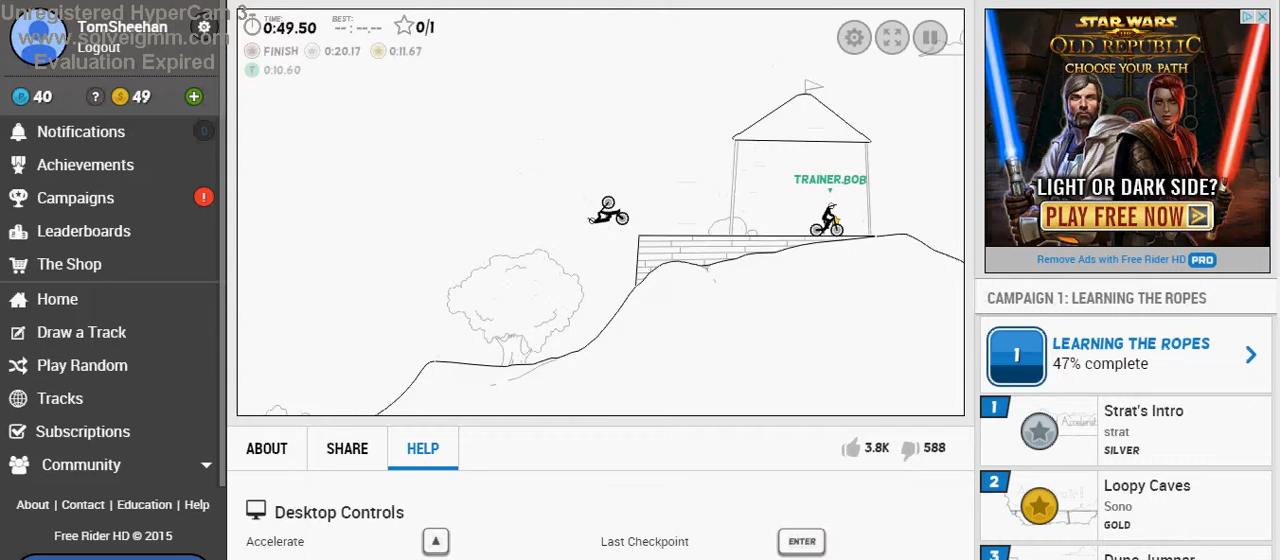 Unregistered HyperCam 3-
TomSheehan
www.solveigmm.com
Logout
Evaluation Expired
40 ? 49
Notifications 0
Achievements
Campaigns !
Leaderboards
The Shop
Home
Draw a Track
Play Random
Tracks
Subscriptions
Community
About | Contact | Education | Help
Free Rider HD © 2015
TIME: 0:49.50 BEST: --:--.-- 0/1
FINISH 0:20.17 0:11.67
T 0:10.60
TRAINER.BOB
ABOUT SHARE HELP 3.8K 588
Desktop Controls
Accelerate ▲ Last Checkpoint ENTER
STAR WARS
THE
OLD REPUBLIC
CHOOSE YOUR PATH
LIGHT OR DARK SIDE?
PLAY FREE NOW
Remove Ads with Free Rider HD PRO
CAMPAIGN 1: LEARNING THE ROPES
1 LEARNING THE ROPES
47% complete
1 Strat's Intro
strat
SILVER
2 Loopy Caves
Sono
GOLD
3 Dune Jumper